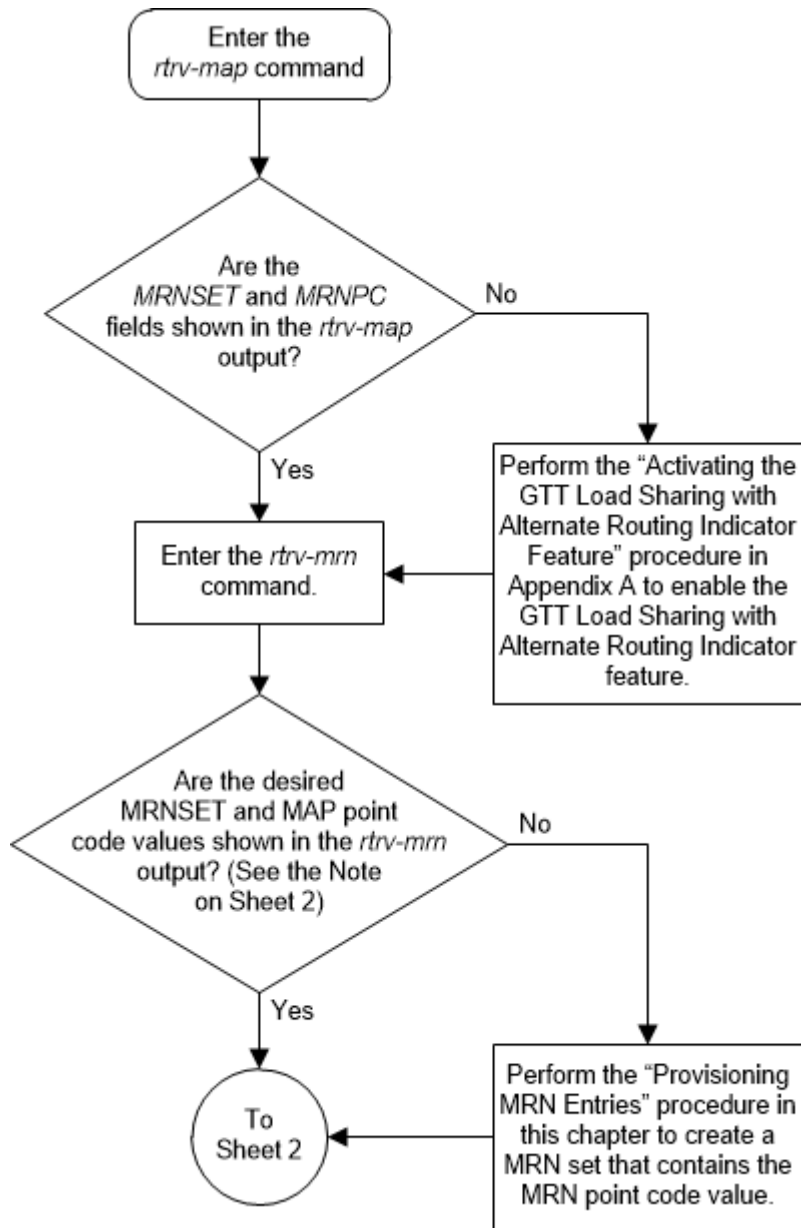 Enter the
rtrv-map command
Are the
MRNSET and MRNPC
fields shown in the rtrv-map
output?
No
Yes
Perform the “Activating the
GTT Load Sharing with
Alternate Routing Indicator
Feature” procedure in
Appendix A to enable the
GTT Load Sharing with
Alternate Routing Indicator
feature.
Enter the rtrv-mrn
command.
Are the desired
MRNSET and MAP point
code values shown in the rtrv-mrn
output? (See the Note
on Sheet 2)
No
Yes
Perform the “Provisioning
MRN Entries” procedure in
this chapter to create a
MRN set that contains the
MRN point code value.
To
Sheet 2